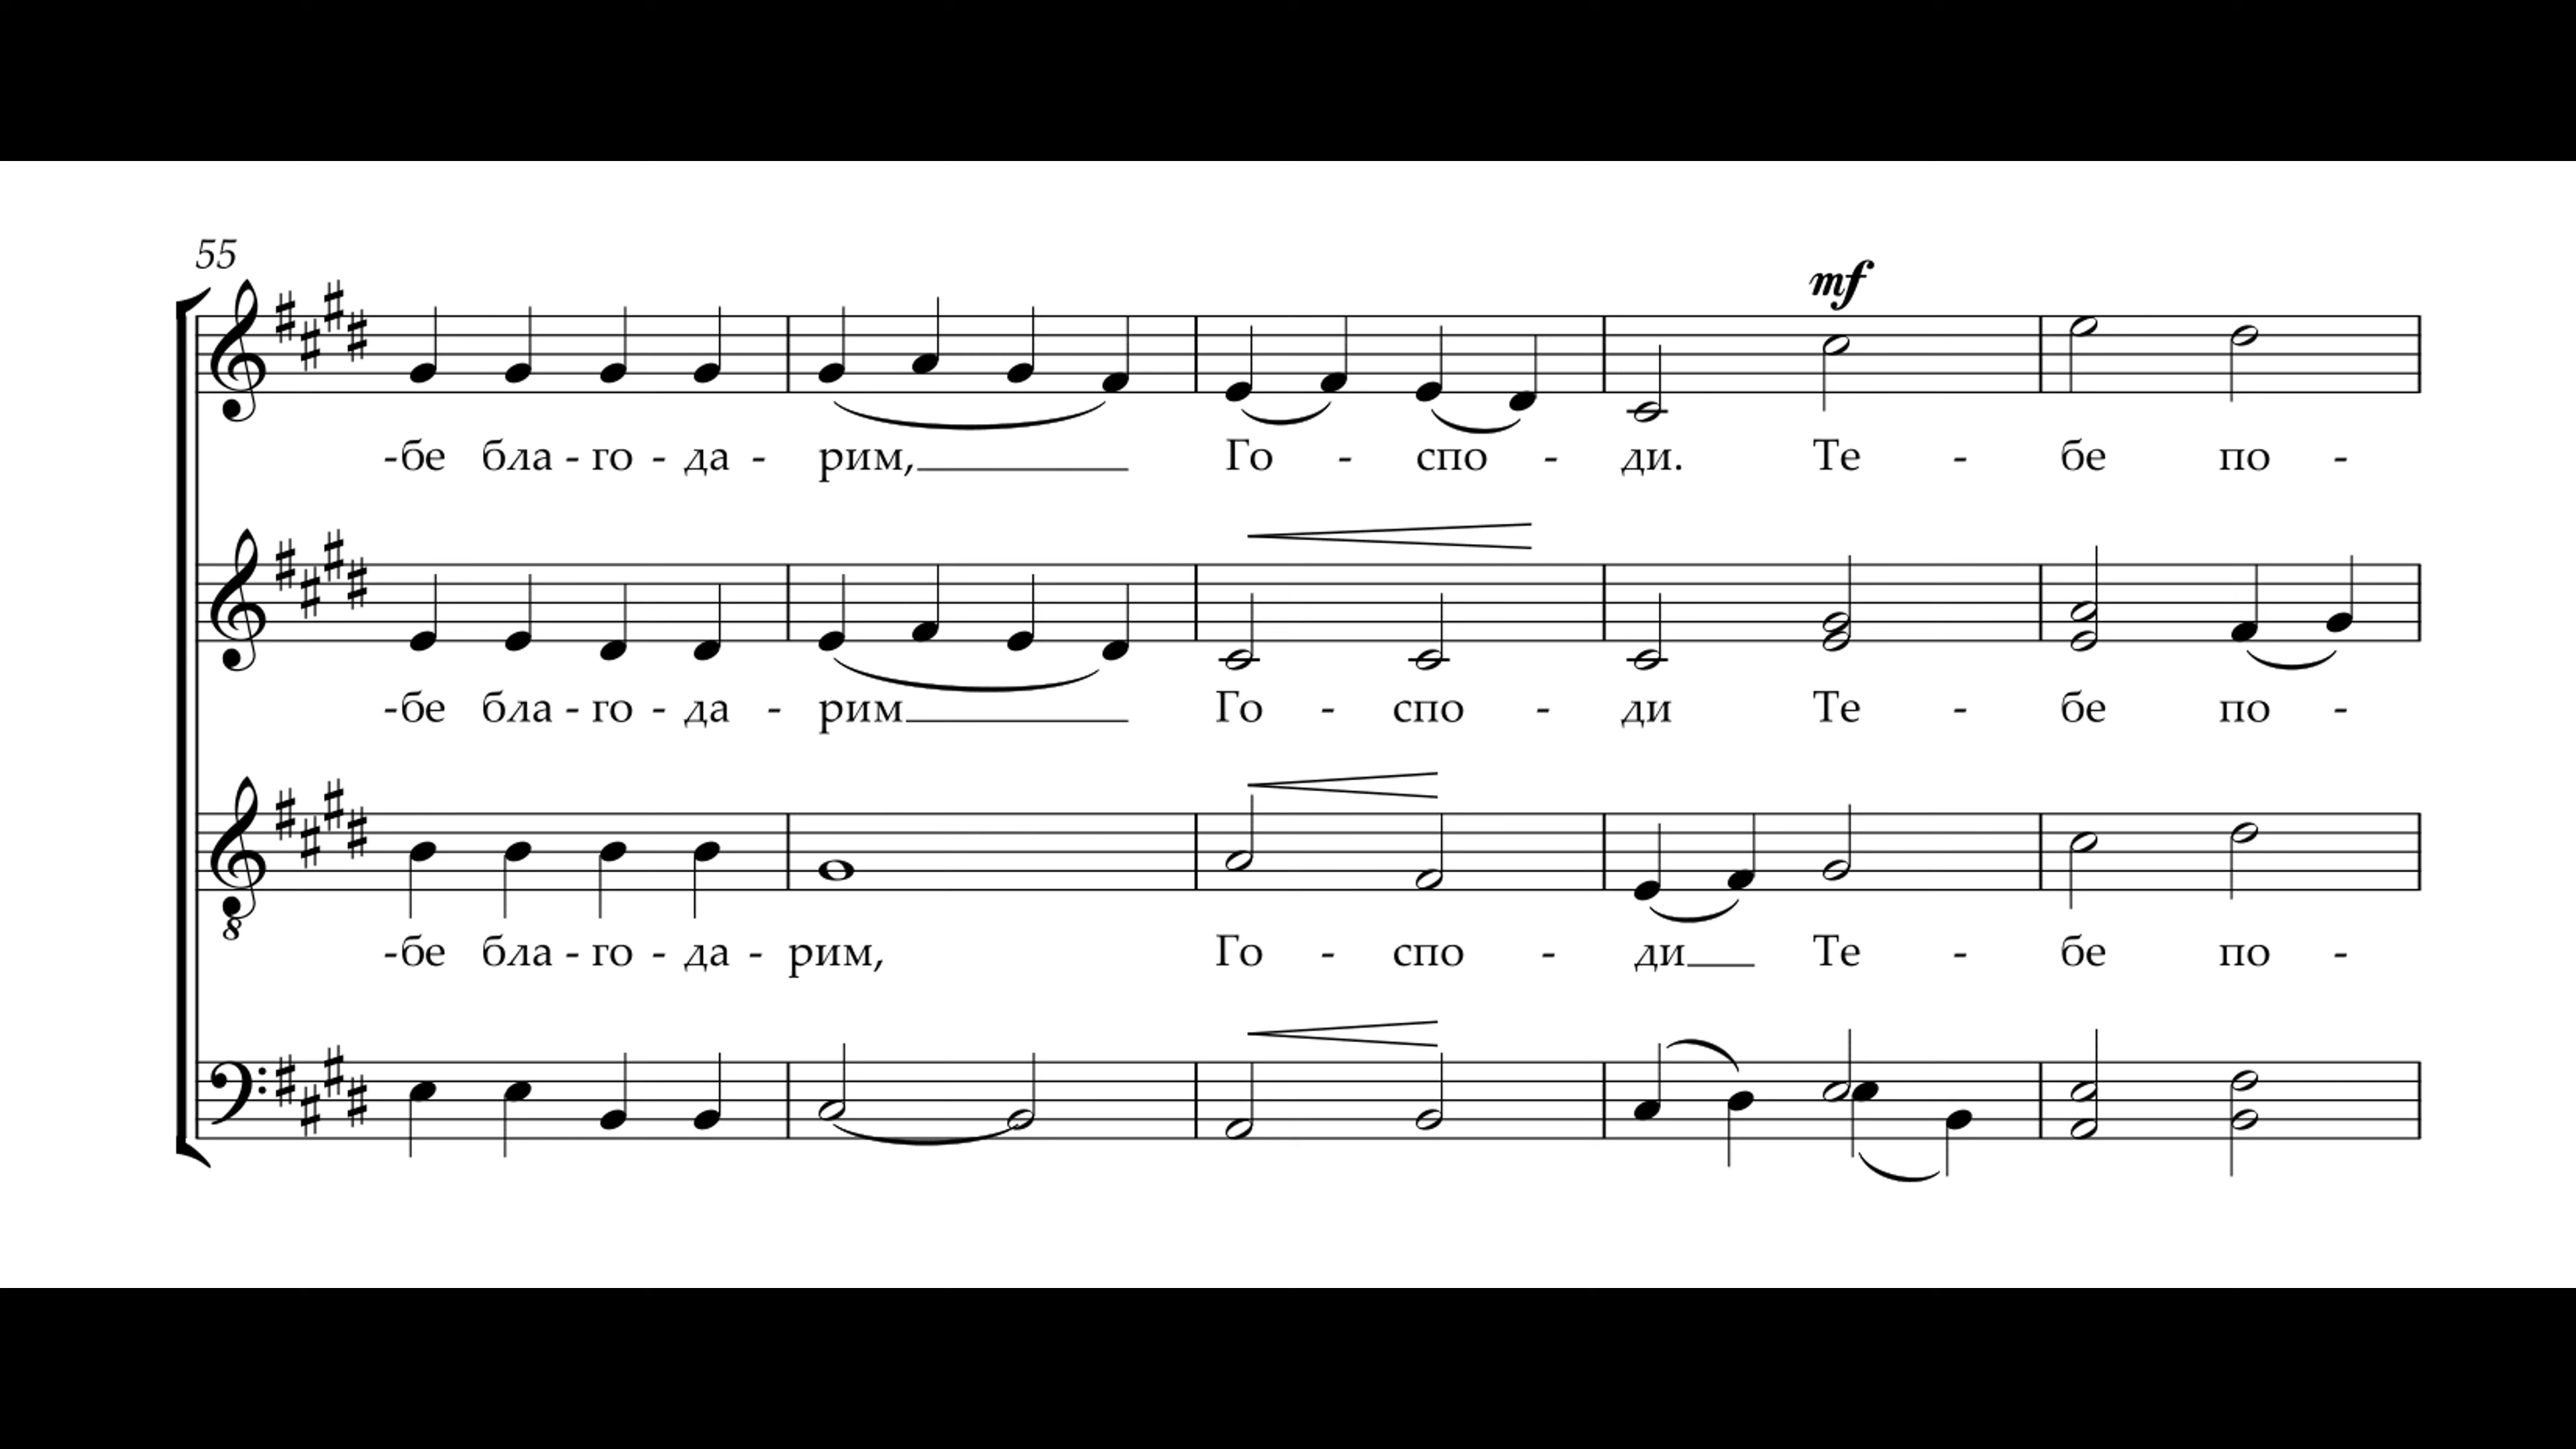 55
mf
-бе бла - го - да - рим, Го - спо - ди. Те - бе по -
-бе бла - го - да - рим Го - спо - ди Те - бе по -
8
-бе бла - го - да - рим, Го - спо - ди Те - бе по -